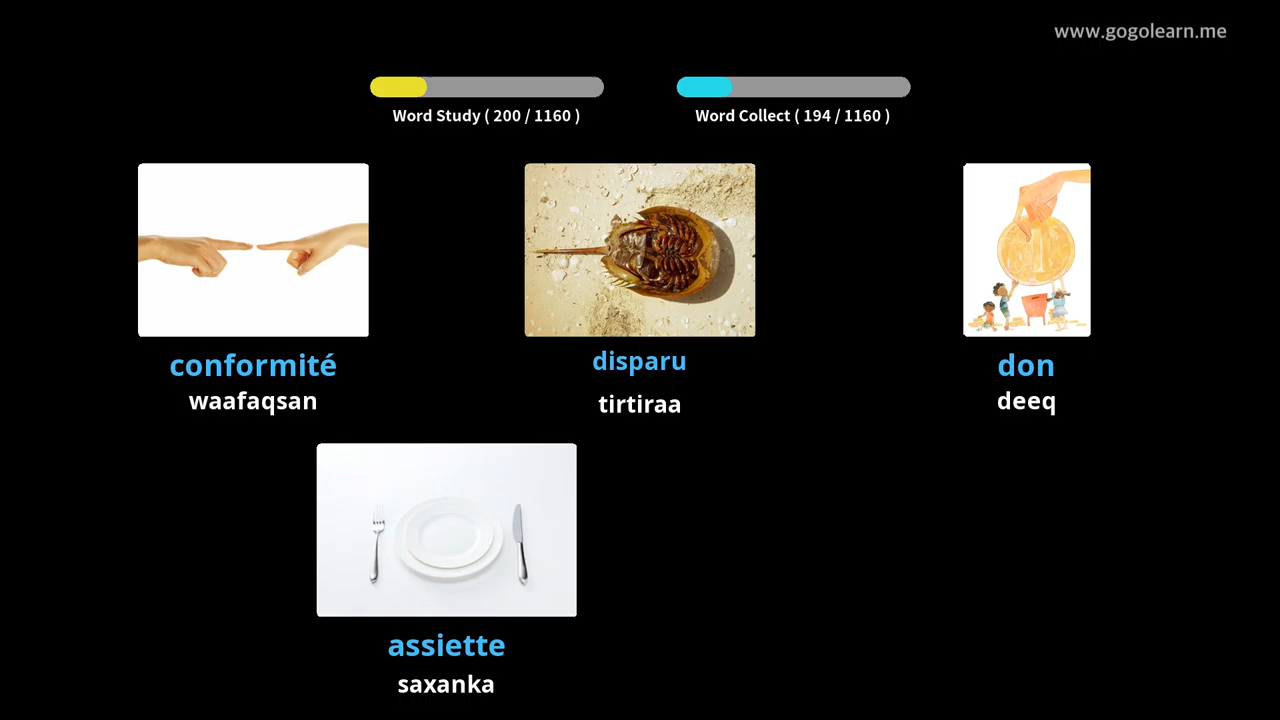 www.gogolearn.me
Word Study ( 200 / 1160 )
Word Collect ( 194 / 1160 )
conformité
waafaqsan
disparu
tirtiraa
don
deeq
assiette
saxanka